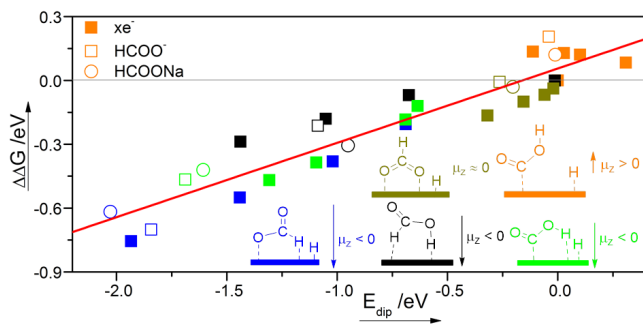 0.3
0.0
-0.3
-0.6
-0.9
ΔΔG /eV
xe⁻
HCOO⁻
HCOONa
H
C
O O H
μz ≈ 0
H
O
O H
C
μz > 0
O
O C H H
μz < 0
O
C O
H H
μz < 0
O O H H
C
μz < 0
-2.0 -1.5 -1.0 -0.5 0.0
E dip /eV